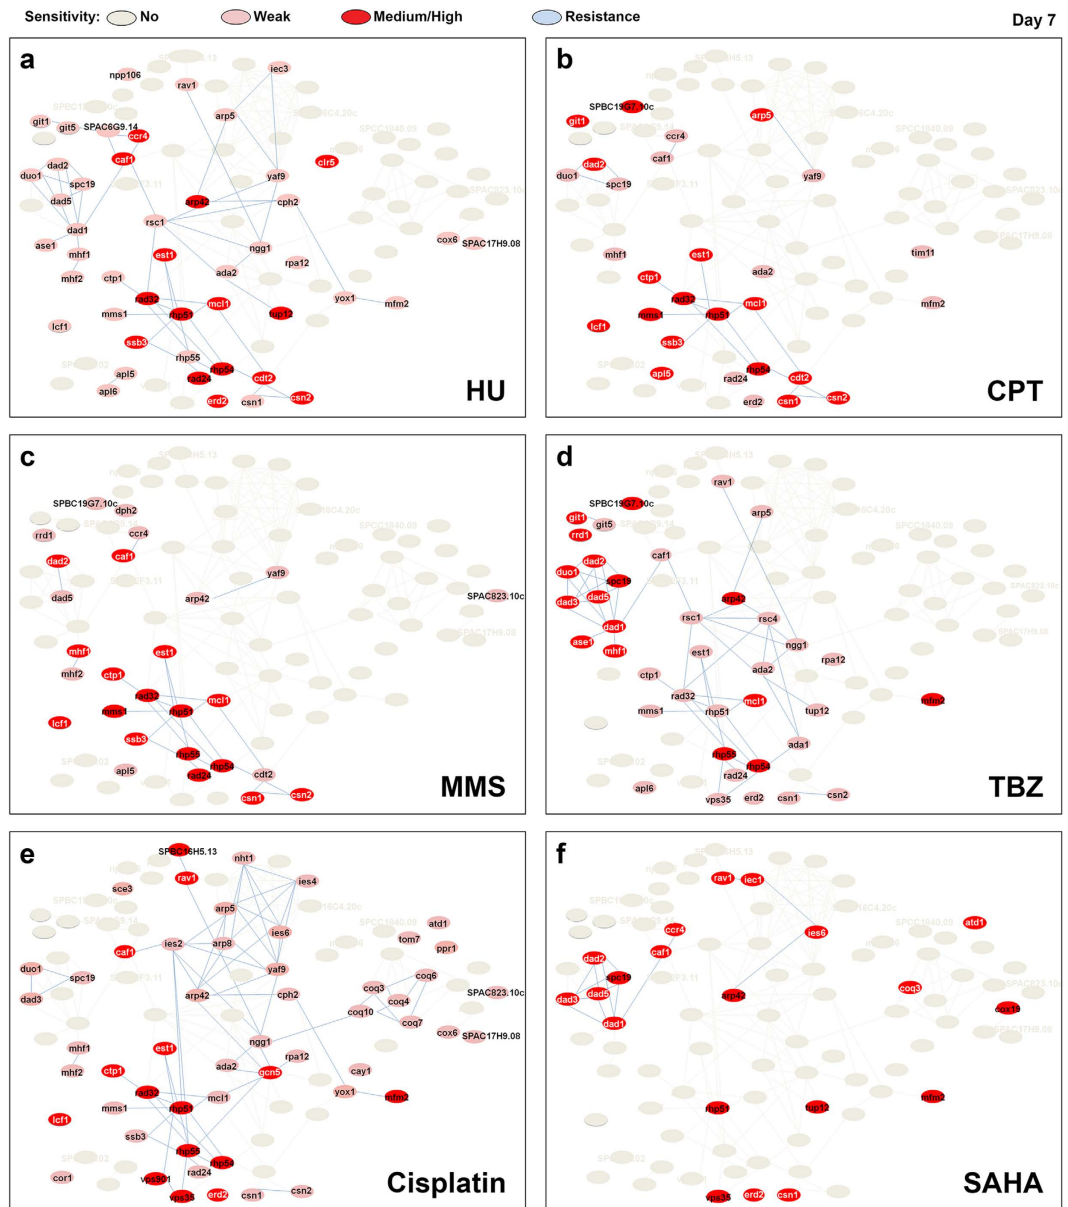 Sensitivity: No Weak Medium/High Resistance Day 7
a
npp106
rav1
iec3
git1
git5
SPAC6G9.14
ccr4
arp5
caf1
clr5
dad2
duo1
spc19
yaf9
dad5
arp42
cph2
rsc1
dad1
ase1
cox6
SPAC17H9.08
mhf1
est1
ngg1
rpa12
mhf2
ctp1
ada2
rad32
mcl1
yox1
mfm2
mms1
rhp51
tup12
lcf1
ssb3
rhp55
apl5
rhp54
rad24
cdt2
apl6
erd2
csn1
csn2
HU
b
SPBC19G7.10c
git1
arp5
ccr4
caf1
dad2
duo1
spc19
yaf9
mhf1
est1
tim11
ctp1
ada2
rad32
mcl1
mfm2
mms1
rhp51
lcf1
ssb3
apl5
rhp54
rad24
cdt2
erd2
csn1
csn2
CPT
c
SPBC19G7.10c
dph2
rrd1
ccr4
dad2
caf1
yaf9
dad5
arp42
SPAC823.10c
mhf1
est1
mhf2
ctp1
rad32
mcl1
mms1
rhp51
lcf1
ssb3
rhp55
apl5
rhp54
rad24
cdt2
csn1
csn2
MMS
d
rav1
SPBC19G7.10c
git1
git5
arp5
rrd1
dad2
caf1
duo1
spc19
dad3
dad5
arp42
rsc1
rsc4
dad1
ase1
ngg1
mhf1
est1
rpa12
ctp1
ada2
rad32
mcl1
mfm2
mms1
rhp51
tup12
ada1
rhp55
rhp54
rad24
apl6
vps35
erd2
csn1
csn2
TBZ
e
SPBC16H5.13
nht1
rav1
ies4
sce3
arp5
atd1
ies6
tom7
caf1
ies2
arp8
ppr1
duo1
spc19
yaf9
coq6
dad3
arp42
cph2
coq3
coq4
SPAC823.10c
coq10
coq7
cox6
SPAC17H9.08
mhf1
est1
ngg1
rpa12
mhf2
ctp1
ada2
gcn5
cay1
rad32
mcl1
yox1
mfm2
mms1
rhp51
lcf1
ssb3
rhp55
rhp54
rad24
cor1
vps901
vps35
erd2
csn1
csn2
Cisplatin
f
rav1
iec1
ccr4
atd1
ies6
caf1
dad2
spc19
dad3
dad5
arp42
coq3
cox19
dad1
mfm2
rhp51
tup12
vps35
erd2
csn1
SAHA